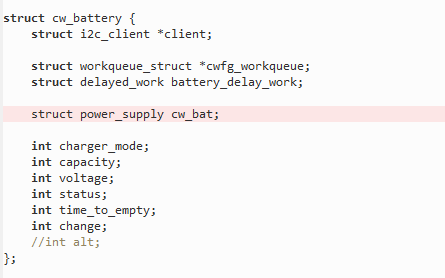 struct cw_battery {
    struct i2c_client *client;

    struct workqueue_struct *cwfg_workqueue;
    struct delayed_work battery_delay_work;

    struct power_supply cw_bat;

    int charger_mode;
    int capacity;
    int voltage;
    int status;
    int time_to_empty;
    int change;
    //int alt;
};